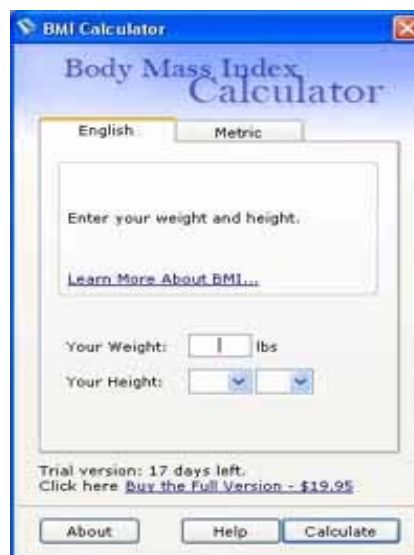 BMI Calculator
Body Mass Index
Calculator
English Metric
Enter your weight and height.
Learn More About BMI...
Your Weight: lbs
Your Height:
Trial version: 17 days left.
Click here Buy the Full Version - $19.95
About Help Calculate